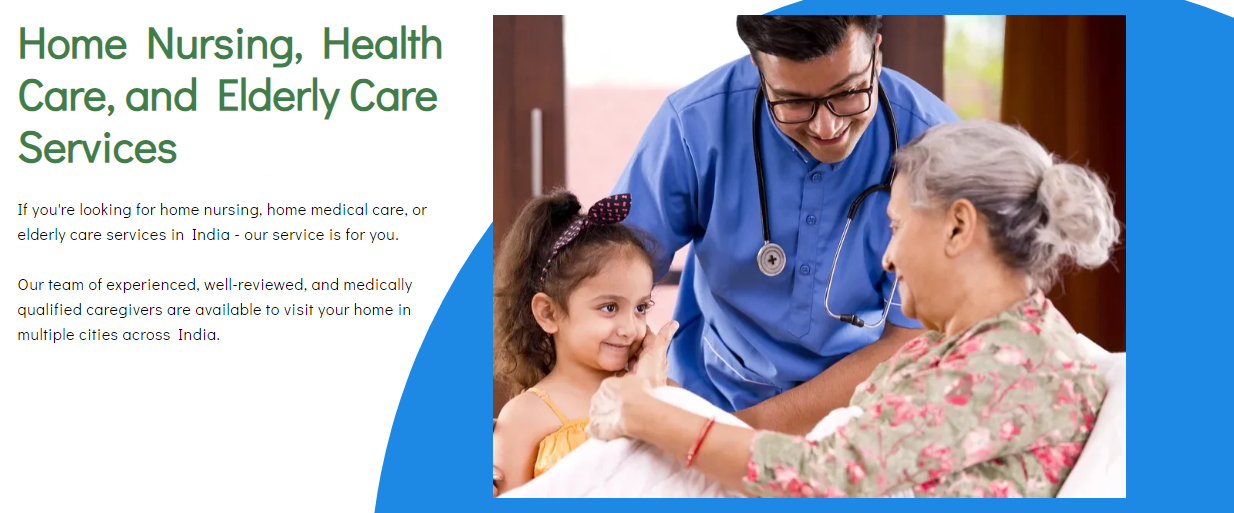 Home Nursing, Health
Care, and Elderly Care
Services
If you're looking for home nursing, home medical care, or
elderly care services in India - our service is for you.
Our team of experienced, well-reviewed, and medically
qualified caregivers are available to visit your home in
multiple cities across India.